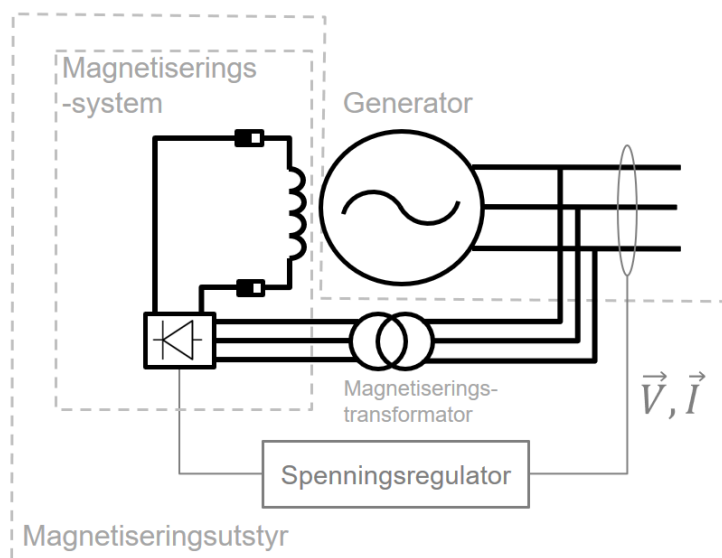 Magnetiserings
-system
Generator
Magnetiserings-
transformator
V⃗, I⃗
Spenningsregulator
Magnetiseringsutstyr